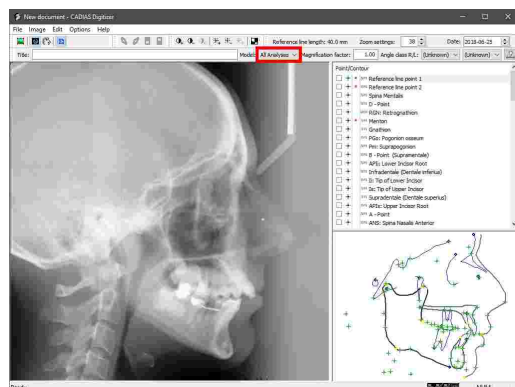 New document - CADIAS Digitizer
File Image Edit Options Help
Reference line length: 40.0 mm Zoom settings: 38 Date: 2018-06-25
Title: Model: All Analyses Magnification factor: 1.00 Angle class R/L: (Unknown) (Unknown)
Point/Contour
Reference line point 1
Reference line point 2
Spina Mentalis
D - Point
RGN: Retrognathion
Menton
Gnathion
PGo: Pogonion osseum
Pm: Suprapogonion
B - Point (Supramentale)
APIi: Lower Incisor Root
Infradentale (Dentale inferius)
Ii: Tip of Lower Incisor
Is: Tip of Upper Incisor
Supradentale (Dentale superius)
APIs: Upper Incisor Root
A - Point
ANS: Spina Nasalis Anterior